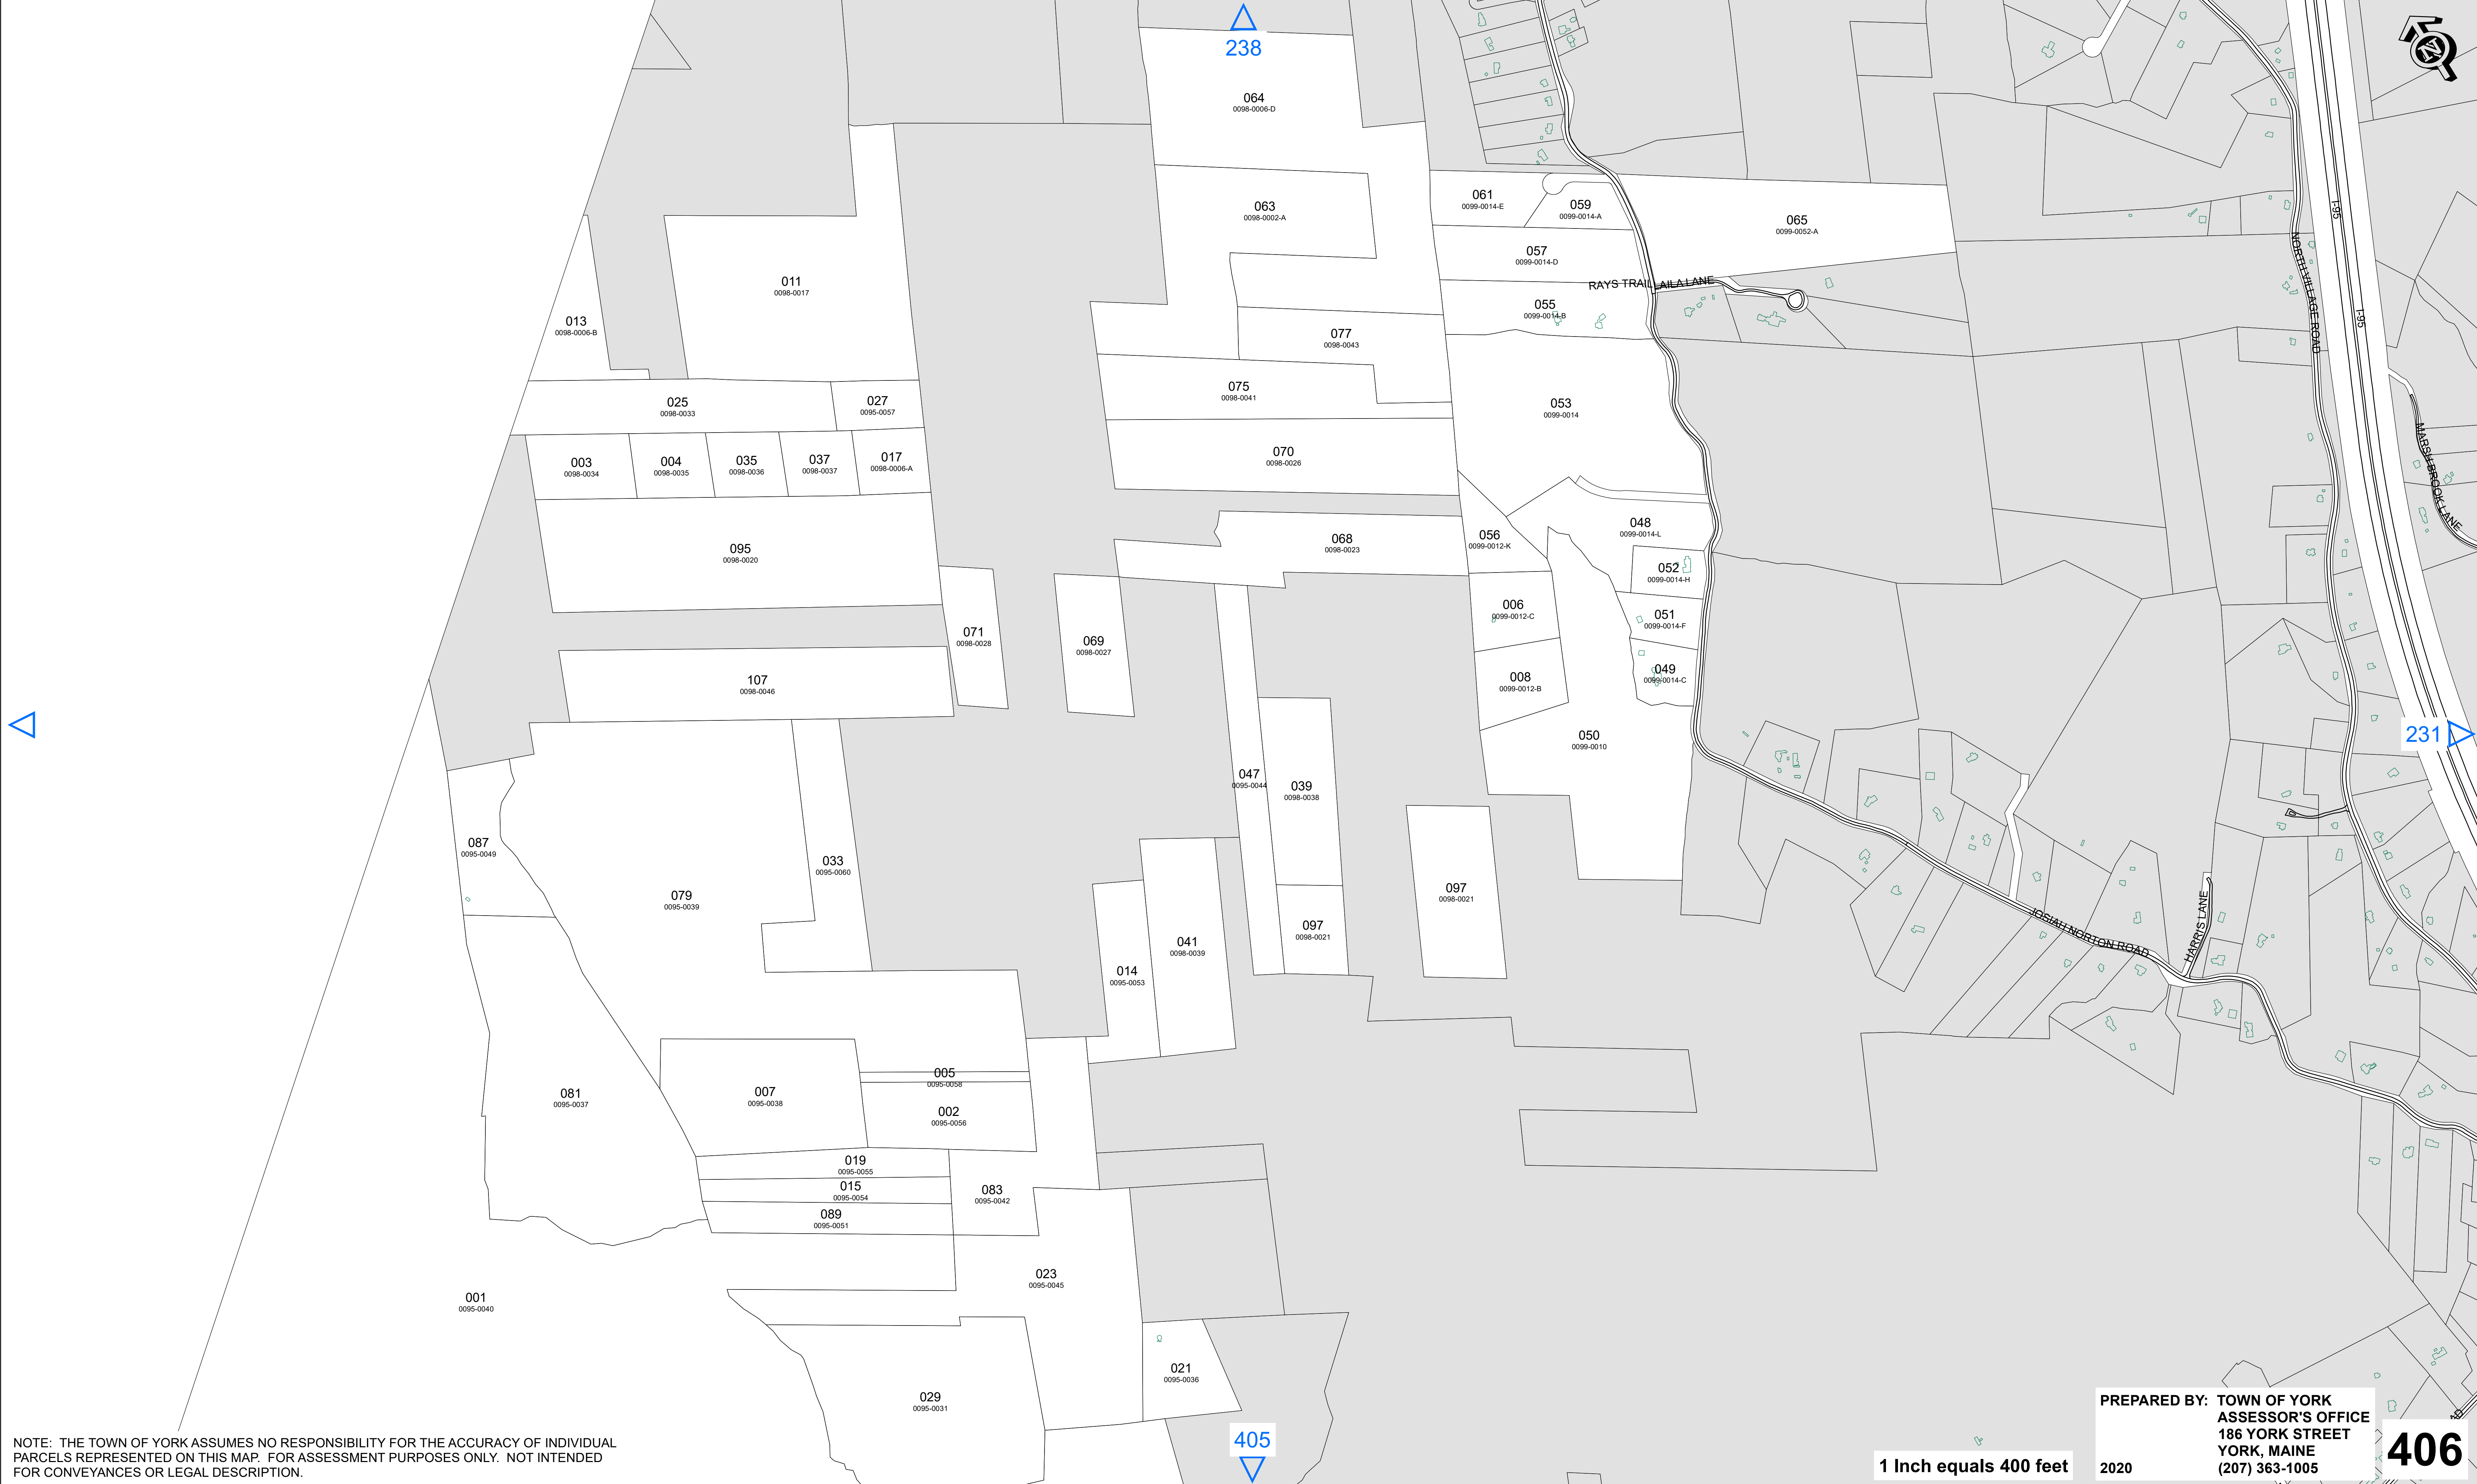 238
N
064
0098-0006-D
061
0099-0014-E
059
0099-0014-A
063
0098-0002-A
065
0099-0052-A
I-95
NORTH VILLAGE ROAD
057
0099-0014-D
011
0098-0017
RAYS TRAIL
LAILA LANE
055
0099-0014-B
013
0098-0006-B
I-95
077
0098-0043
075
0098-0041
025
0098-0033
027
0095-0057
053
0099-0014
MARSH BROOK LANE
070
0098-0026
003
0098-0034
004
0098-0035
035
0098-0036
037
0098-0037
017
0098-0006-A
048
0099-0014-L
056
0099-0012-K
068
0098-0023
095
0098-0020
052
0099-0014-H
006
0099-0012-C
051
0099-0014-F
071
0098-0028
069
0098-0027
049
0099-0014-C
008
0099-0012-B
107
0098-0046
050
0099-0010
231
047
0095-0044
039
0098-0038
087
0095-0049
033
0095-0060
097
0098-0021
079
0095-0039
097
0098-0021
041
0098-0039
014
0095-0053
JOSIAH NORTON ROAD
HARRIS LANE
005
0095-0058
081
0095-0037
007
0095-0038
002
0095-0056
019
0095-0055
015
0095-0054
083
0095-0042
089
0095-0051
023
0095-0045
001
0095-0040
021
0095-0036
029
0095-0031
405
NOTE: THE TOWN OF YORK ASSUMES NO RESPONSIBILITY FOR THE ACCURACY OF INDIVIDUAL
PARCELS REPRESENTED ON THIS MAP. FOR ASSESSMENT PURPOSES ONLY. NOT INTENDED
FOR CONVEYANCES OR LEGAL DESCRIPTION.
1 Inch equals 400 feet
PREPARED BY: TOWN OF YORK
ASSESSOR'S OFFICE
186 YORK STREET
YORK, MAINE
2020 (207) 363-1005
406